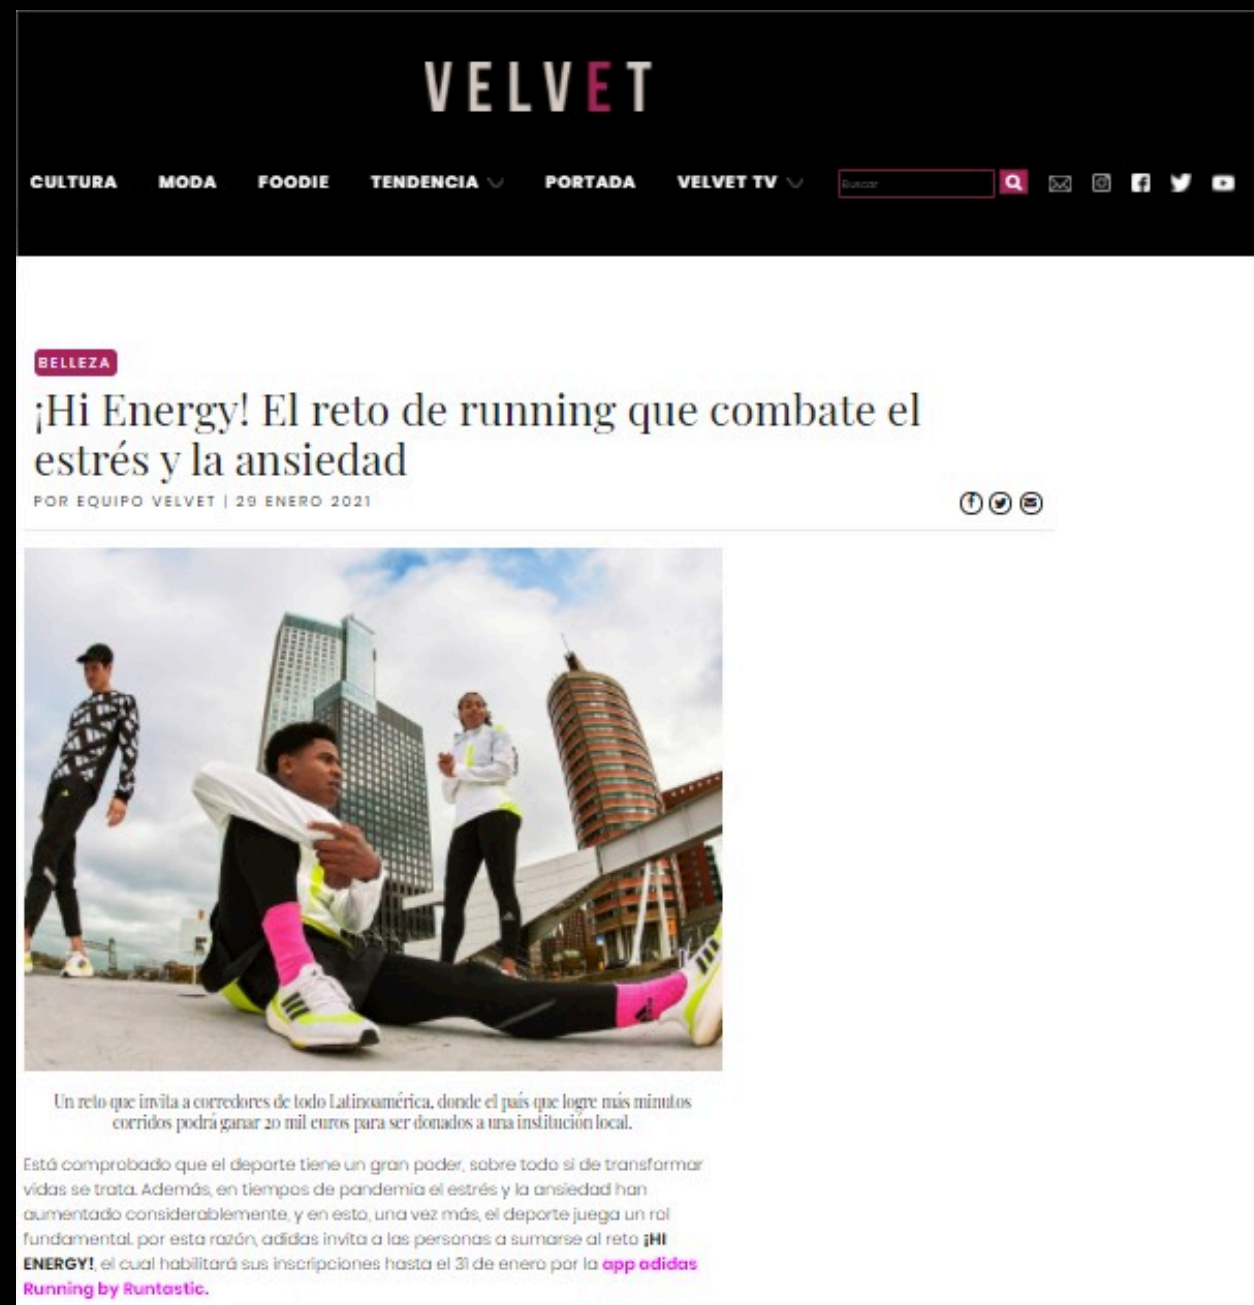 VELVET
CULTURA MODA FOODIE TENDENCIA PORTADA VELVET TV Buscar
BELLEZA
¡Hi Energy! El reto de running que combate el
estrés y la ansiedad
POR EQUIPO VELVET | 29 ENERO 2021
Un reto que invita a corredores de todo Latinoamérica, donde el país que logre más minutos
corridos podrá ganar 20 mil euros para ser donados a una institución local.
Está comprobado que el deporte tiene un gran poder, sobre todo si de transformar
vidas se trata. Además, en tiempos de pandemia el estrés y la ansiedad han
aumentado considerablemente, y en esto, una vez más, el deporte juega un rol
fundamental. por esta razón, adidas invita a las personas a sumarse al reto ¡HI
ENERGY!, el cual habilitará sus inscripciones hasta el 31 de enero por la app adidas
Running by Runtastic.